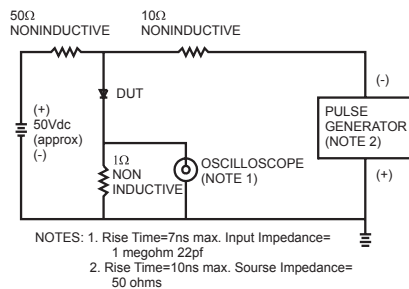 50Ω
NONINDUCTIVE
10Ω
NONINDUCTIVE
DUT
(+)
50Vdc
(approx)
(-)
1Ω
NON
INDUCTIVE
OSCILLOSCOPE
(NOTE 1)
(-)
PULSE
GENERATOR
(NOTE 2)
(+)
NOTES: 1. Rise Time=7ns max. Input Impedance=
1 megohm 22pf
2. Rise Time=10ns max. Sourse Impedance=
50 ohms